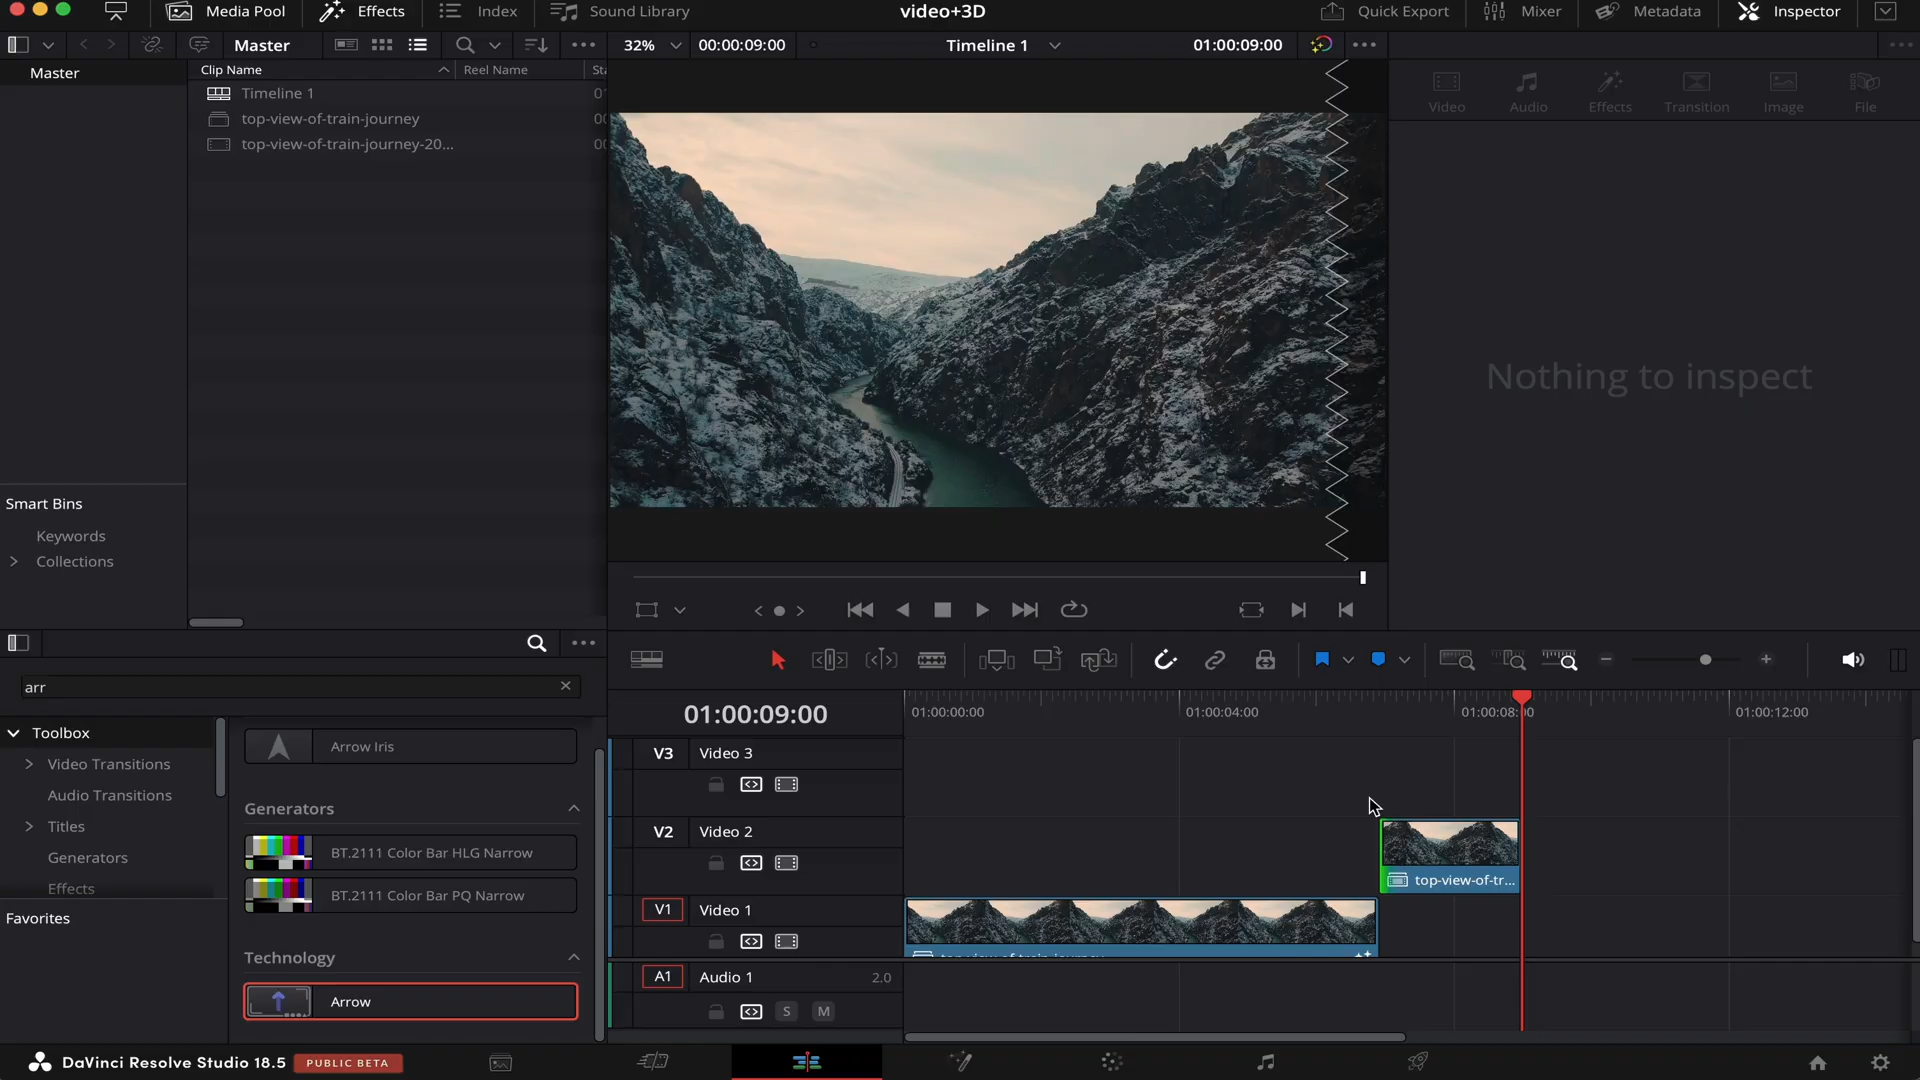 Media Pool
Effects
Index
Sound Library
video+3D
Quick Export
Mixer
Metadata
Inspector
Master
32%
00:00:09:00
Timeline 1
01:00:09:00
Master
Clip Name
Reel Name
Timeline 1
top-view-of-train-journey
top-view-of-train-journey-20...
Video
Audio
Effects
Transition
Image
File
Nothing to inspect
Smart Bins
Keywords
Collections
arr
Toolbox
Video Transitions
Audio Transitions
Titles
Generators
Effects
Favorites
Arrow Iris
Generators
BT.2111 Color Bar HLG Narrow
BT.2111 Color Bar PQ Narrow
Technology
Arrow
01:00:09:00
01:00:00:00
01:00:04:00
01:00:08:00
01:00:12:00
V3
Video 3
V2
Video 2
top-view-of-tr...
V1
Video 1
A1
Audio 1
2.0
S
M
DaVinci Resolve Studio 18.5
PUBLIC BETA